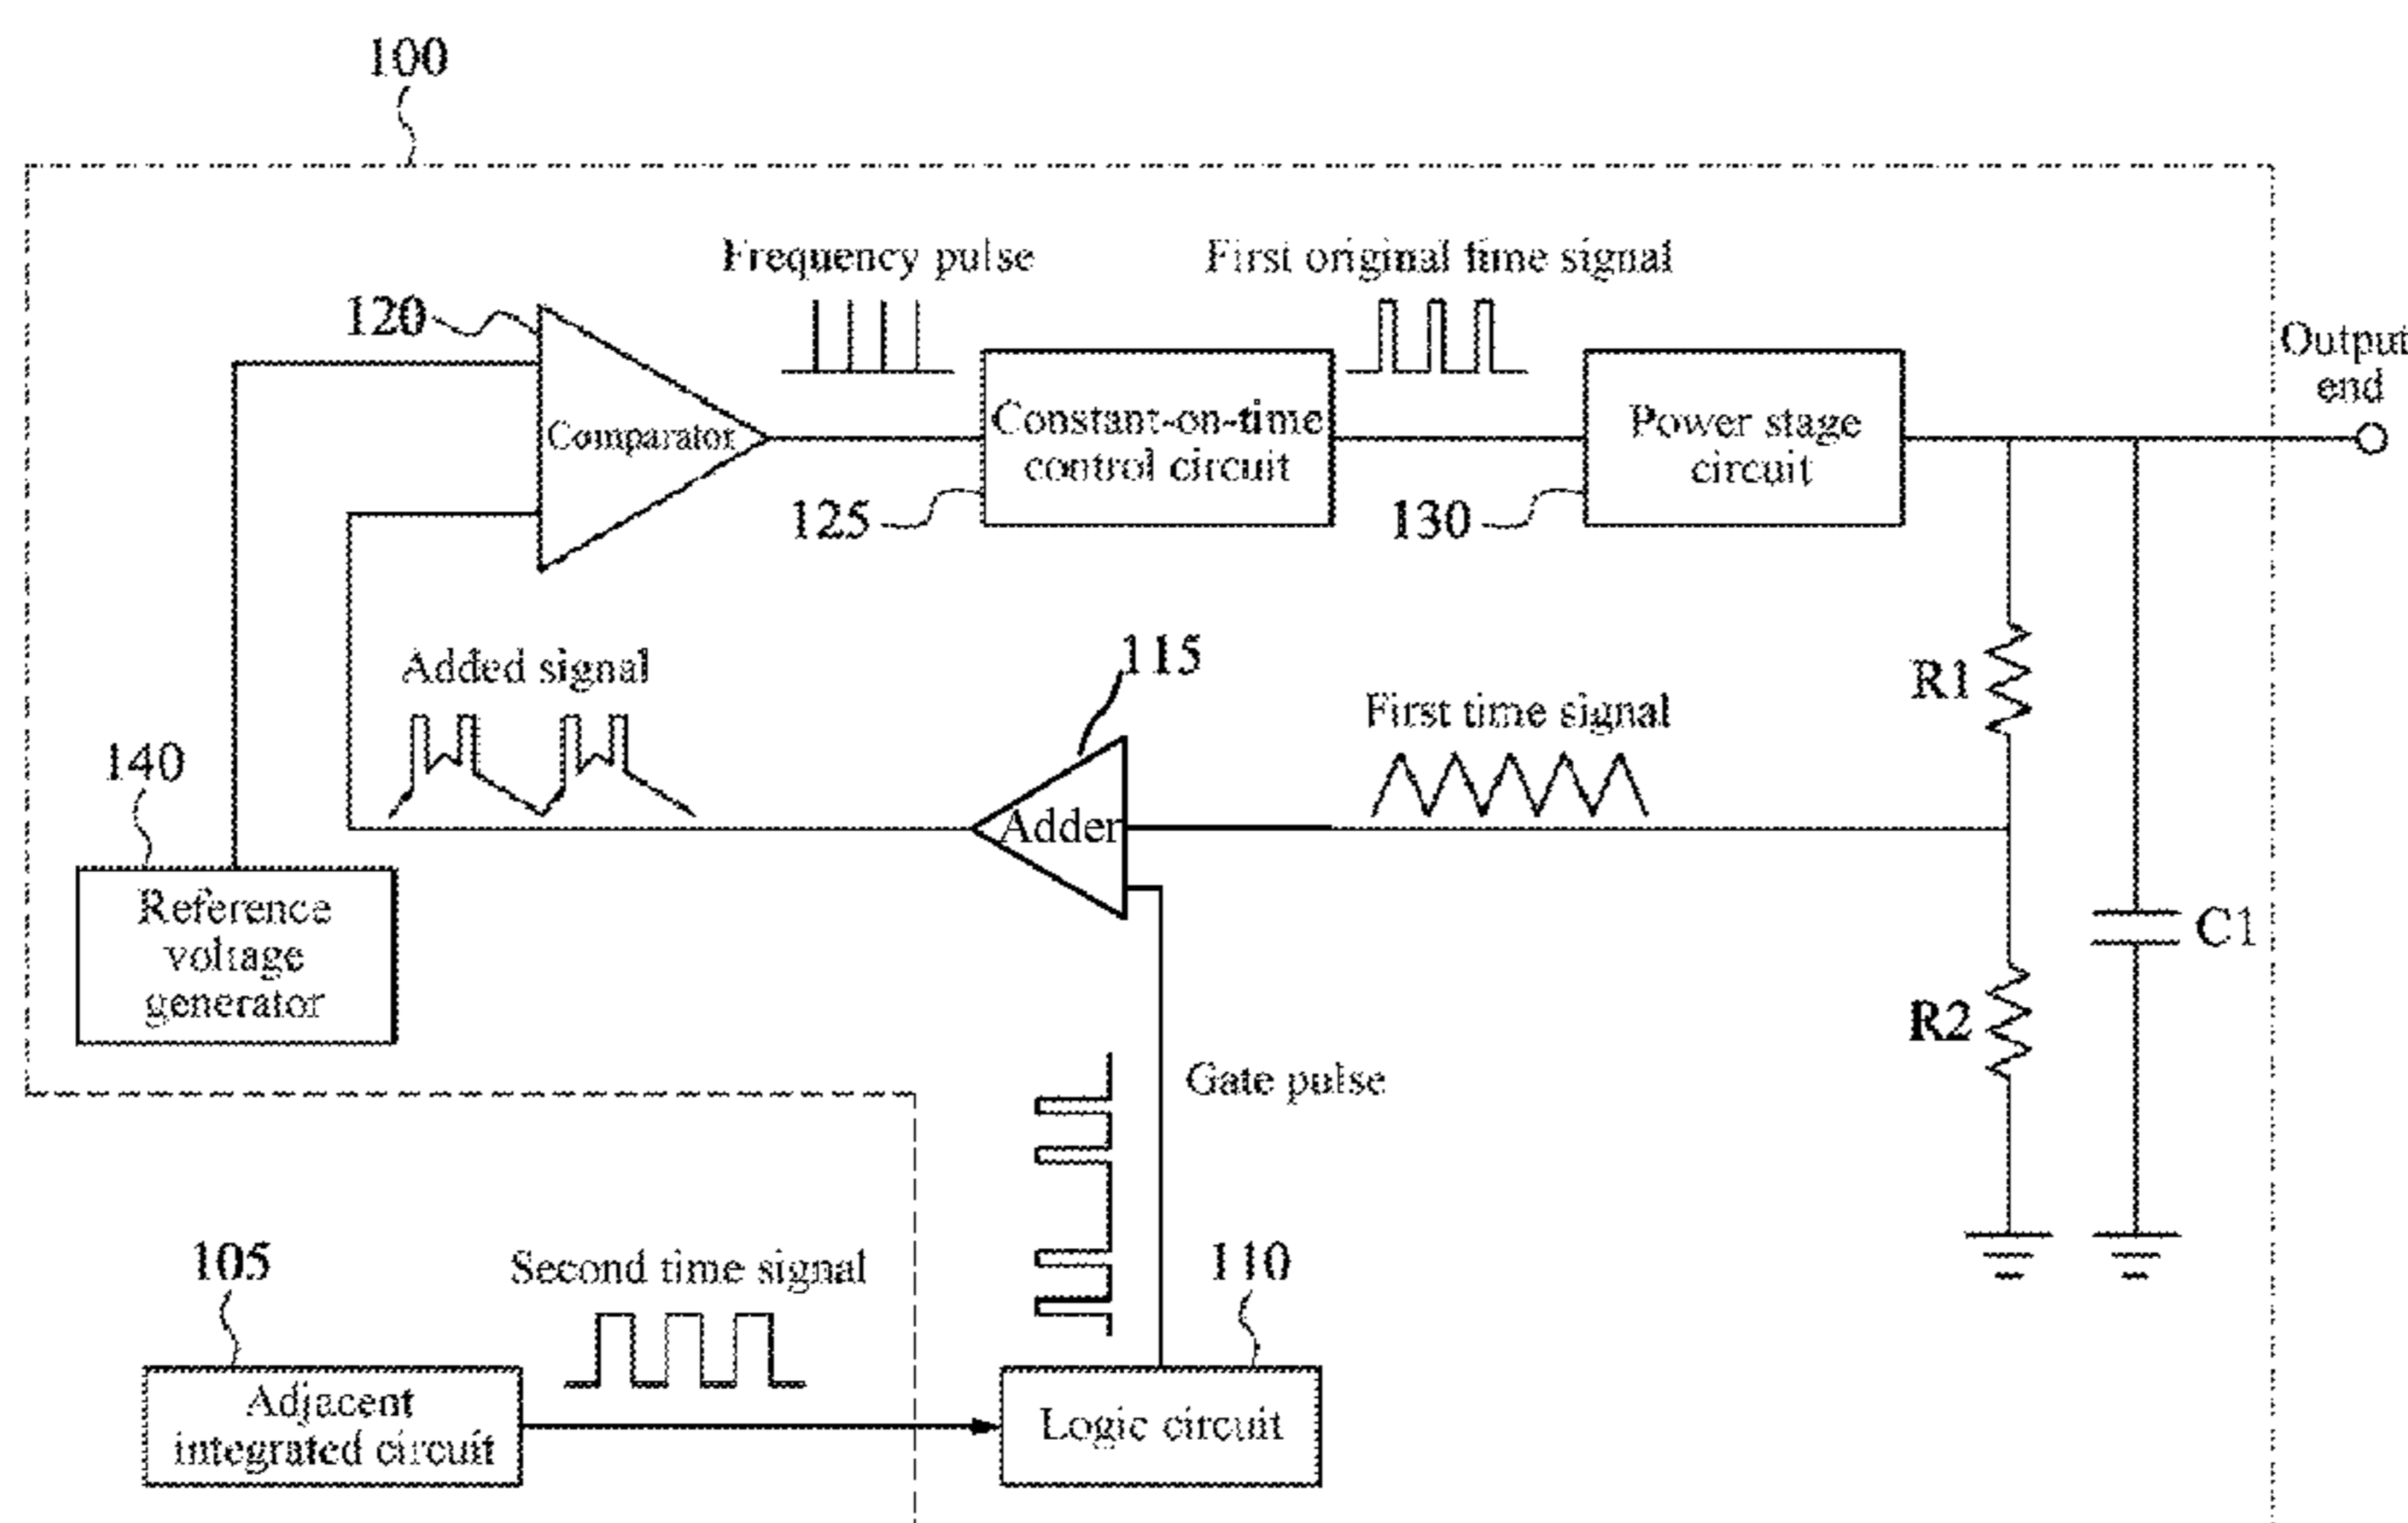 100
Frequency pulse
First original time signal
120
Output
end
Comparator
Constant-on-time
control circuit
Power stage
circuit
125
130
Added signal
115
First time signal
R1
140
Adder
Reference
voltage
generator
C1
R2
Gate pulse
105
Second time signal
110
Adjacent
integrated circuit
Logic circuit